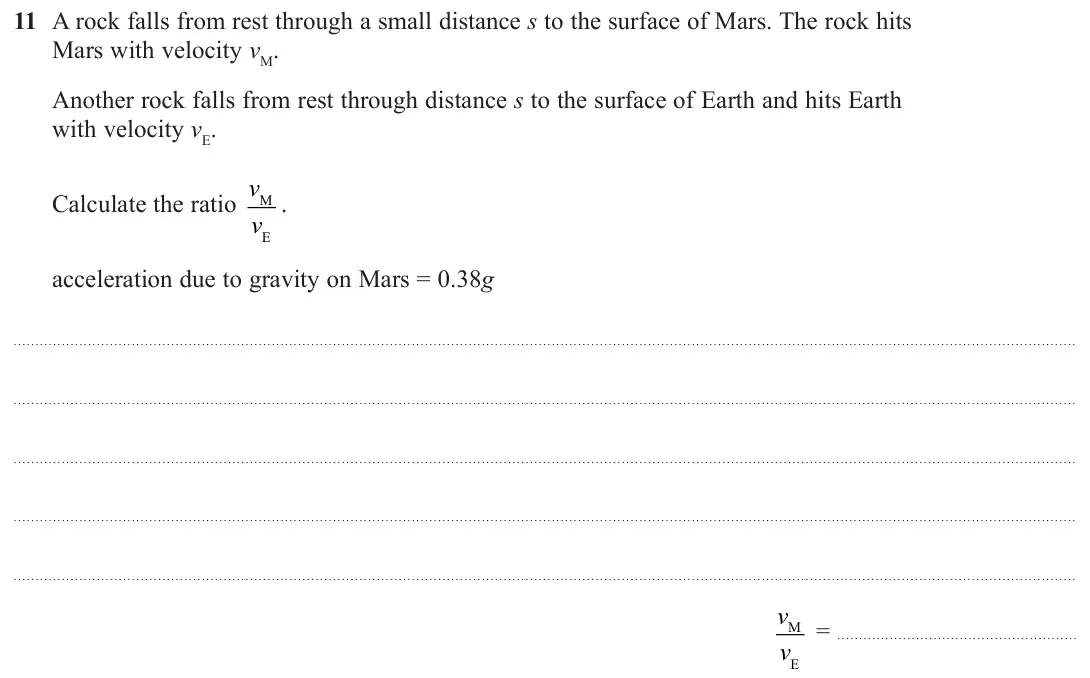 11 A rock falls from rest through a small distance s to the surface of Mars. The rock hits
Mars with velocity vM.
Another rock falls from rest through distance s to the surface of Earth and hits Earth
with velocity vE.
Calculate the ratio vM/vE.
acceleration due to gravity on Mars = 0.38g
vM/vE =